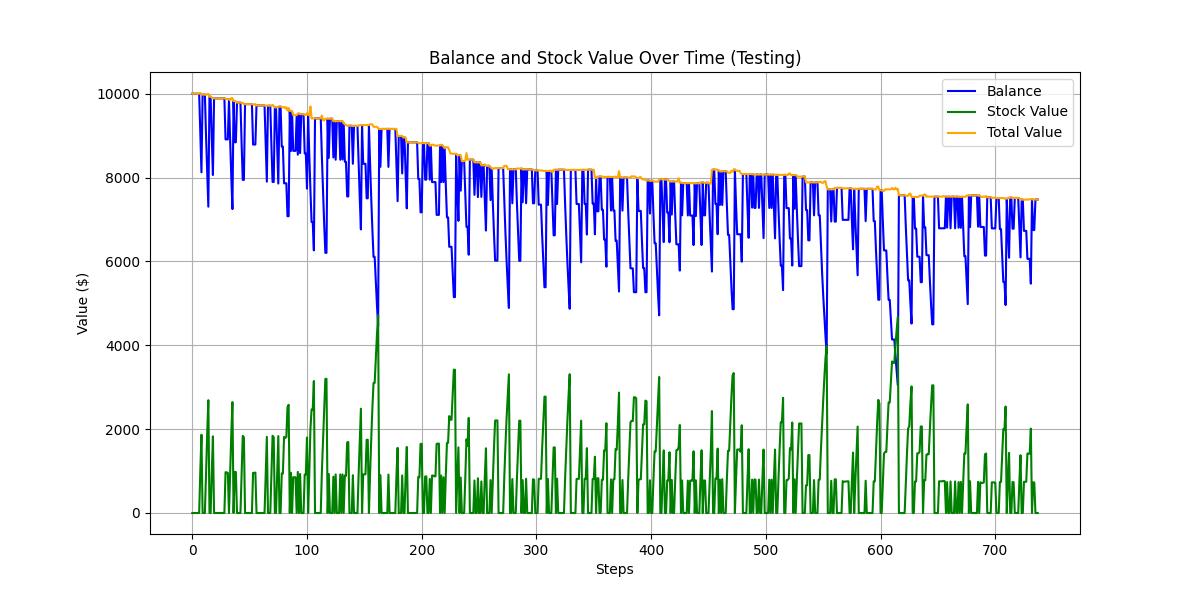 Balance and Stock Value Over Time (Testing)
Balance
Stock Value
Total Value
Value ($)
10000
8000
6000
4000
2000
0
0 100 200 300 400 500 600 700
Steps